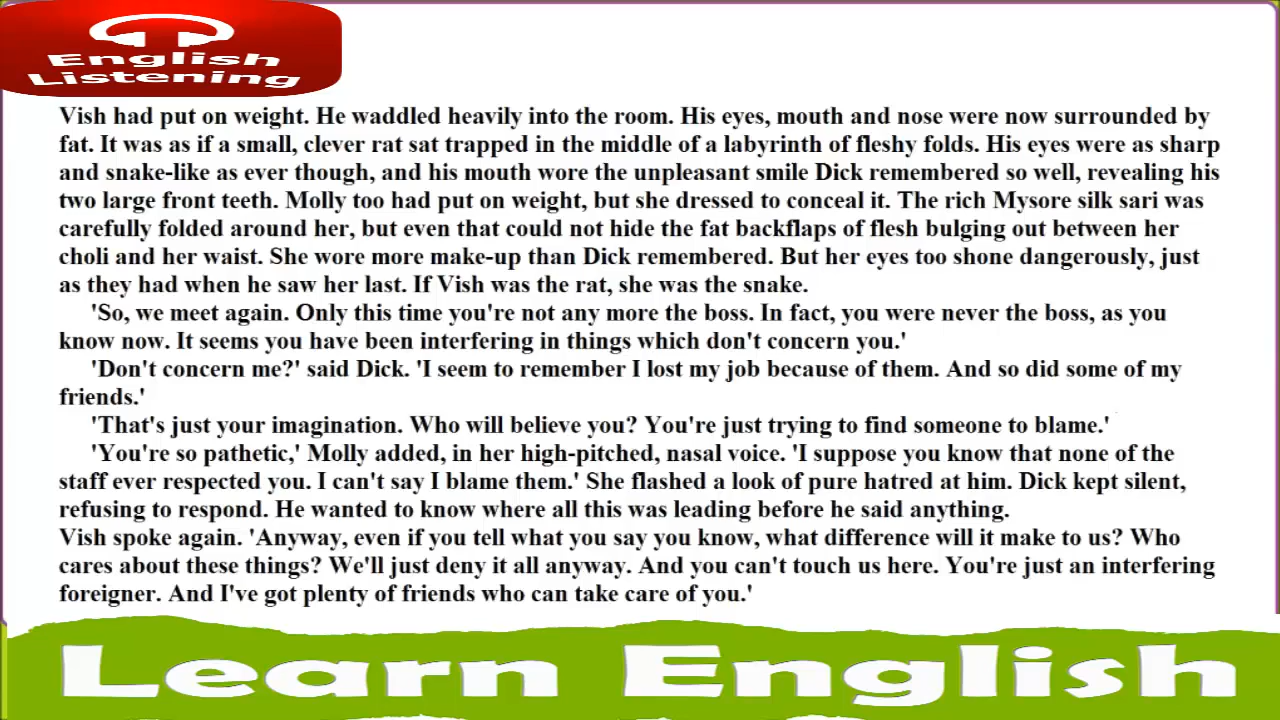 English
Listening
Vish had put on weight. He waddled heavily into the room. His eyes, mouth and nose were now surrounded by
fat. It was as if a small, clever rat sat trapped in the middle of a labyrinth of fleshy folds. His eyes were as sharp
and snake-like as ever though, and his mouth wore the unpleasant smile Dick remembered so well, revealing his
two large front teeth. Molly too had put on weight, but she dressed to conceal it. The rich Mysore silk sari was
carefully folded around her, but even that could not hide the fat backflaps of flesh bulging out between her
choli and her waist. She wore more make-up than Dick remembered. But her eyes too shone dangerously, just
as they had when he saw her last. If Vish was the rat, she was the snake.
'So, we meet again. Only this time you're not any more the boss. In fact, you were never the boss, as you
know now. It seems you have been interfering in things which don't concern you.'
'Don't concern me?' said Dick. 'I seem to remember I lost my job because of them. And so did some of my
friends.'
'That's just your imagination. Who will believe you? You're just trying to find someone to blame.'
'You're so pathetic,' Molly added, in her high-pitched, nasal voice. 'I suppose you know that none of the
staff ever respected you. I can't say I blame them.' She flashed a look of pure hatred at him. Dick kept silent,
refusing to respond. He wanted to know where all this was leading before he said anything.
Vish spoke again. 'Anyway, even if you tell what you say you know, what difference will it make to us? Who
cares about these things? We'll just deny it all anyway. And you can't touch us here. You're just an interfering
foreigner. And I've got plenty of friends who can take care of you.'
Learn English